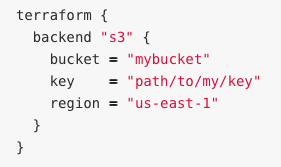 terraform {
  backend "s3" {
    bucket = "mybucket"
    key    = "path/to/my/key"
    region = "us-east-1"
  }
}